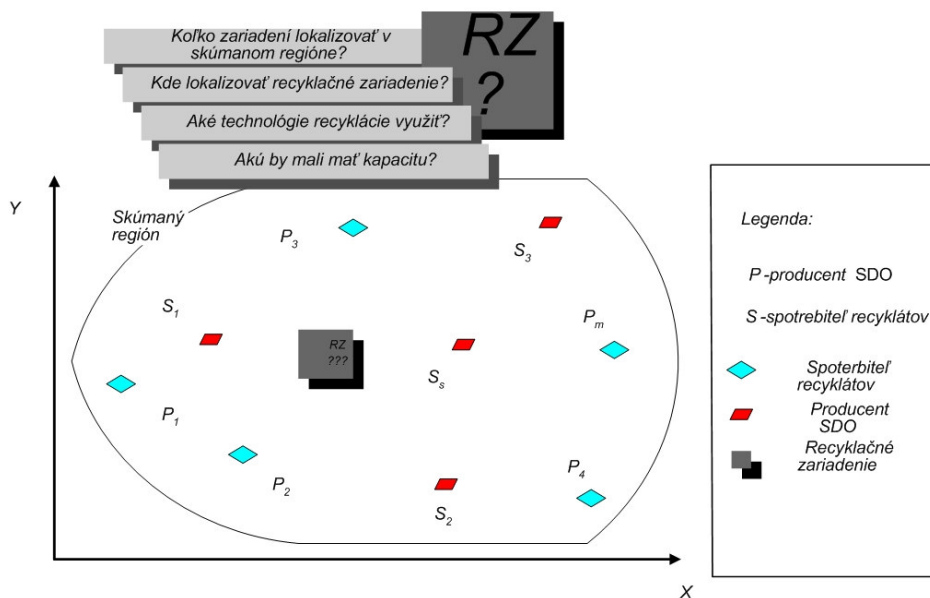 Koľko zariadení lokalizovať v
skúmanom regióne?
RZ
?
Kde lokalizovať recyklačné zariadenie?
Aké technológie recyklácie využiť?
Akú by mali mať kapacitu?
Y
Skúmaný
región
P3
S3
S1
Pm
RZ
???
Ss
P1
P2
P4
S2
X
Legenda:
P-producent SDO
S-spotrebiteľ recyklátov
Spoterbiteľ
recyklátov
Producent
SDO
Recyklačné
zariadenie